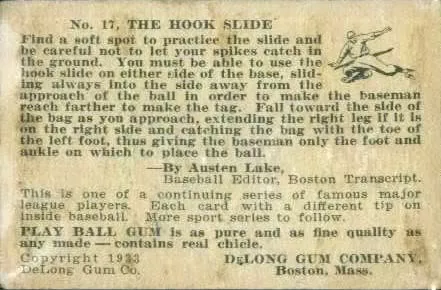 No. 17, THE HOOK SLIDE
Find a soft spot to practice the slide and
be careful not to let your spikes catch in
the ground. You must be able to use the
hook slide on either side of the base, slid-
ing always into the side away from the
approach of the ball in order to make the baseman
reach farther to make the tag. Fall toward the side of
the bag as you approach, extending the right leg if it is
on the right side and catching the bag with the toe of
the left foot, thus giving the baseman only the foot and
ankle on which to place the ball.
—By Austen Lake,
Baseball Editor, Boston Transcript.
This is one of a continuing series of famous major
league players. Each card with a different tip on
inside baseball. More sport series to follow.
PLAY BALL GUM is as pure and as fine quality as
any made—contains real chicle.
Copyright 1933 DeLONG GUM COMPANY,
DeLong Gum Co. Boston, Mass.